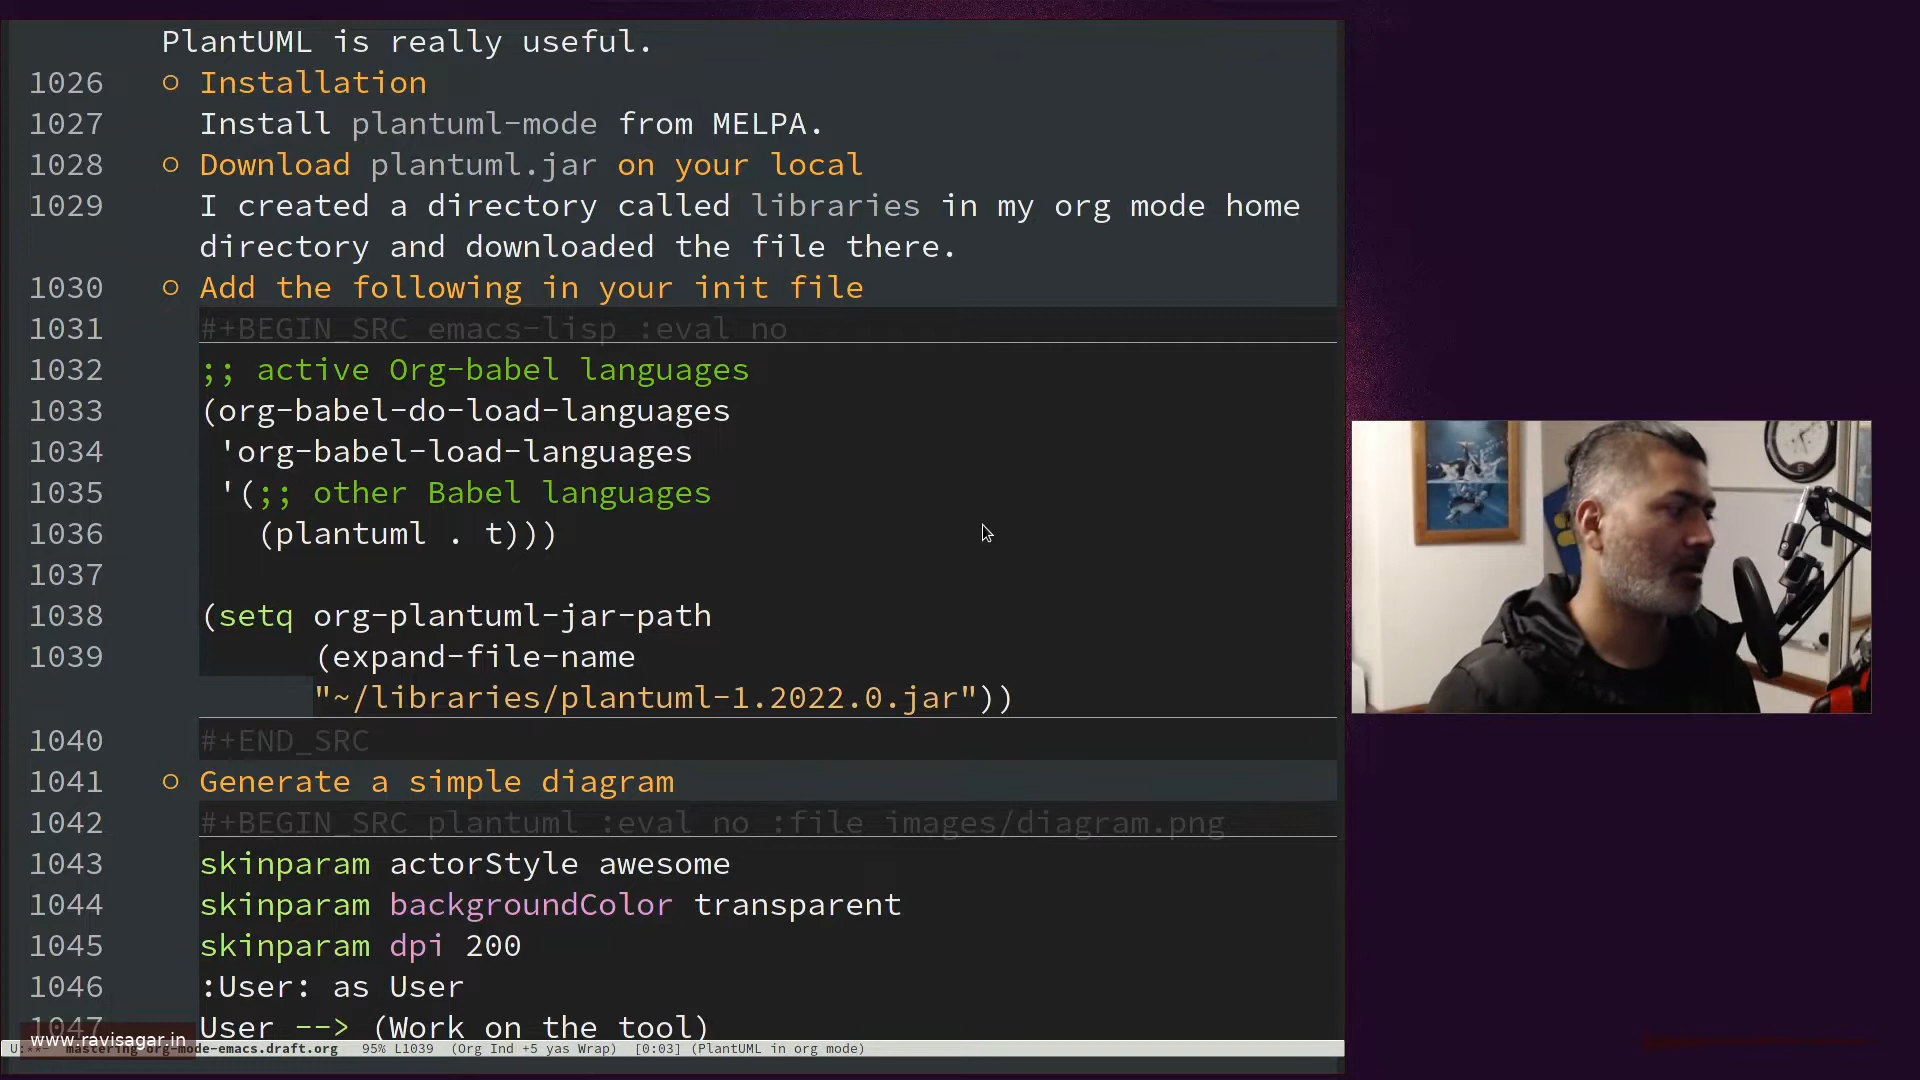 PlantUML is really useful.
1026 ○ Installation
1027 Install plantuml-mode from MELPA.
1028 ○ Download plantuml.jar on your local
1029 I created a directory called libraries in my org mode home
directory and downloaded the file there.
1030 ○ Add the following in your init file
1031 #+BEGIN_SRC emacs-lisp :eval no
1032 ;; active Org-babel languages
1033 (org-babel-do-load-languages
1034 'org-babel-load-languages
1035 '(;; other Babel languages
1036 (plantuml . t)))
1037
1038 (setq org-plantuml-jar-path
1039 (expand-file-name
"~/libraries/plantuml-1.2022.0.jar"))
1040 #+END_SRC
1041 ○ Generate a simple diagram
1042 #+BEGIN_SRC plantuml :eval no :file images/diagram.png
1043 skinparam actorStyle awesome
1044 skinparam backgroundColor transparent
1045 skinparam dpi 200
1046 :User: as User
1047 User --> (Work on the tool)
www.ravisagar.in
U:**- mastering-org-mode-emacs.draft.org 95% L1039 (Org Ind +5 yas Wrap) [0:03] (PlantUML in org mode)